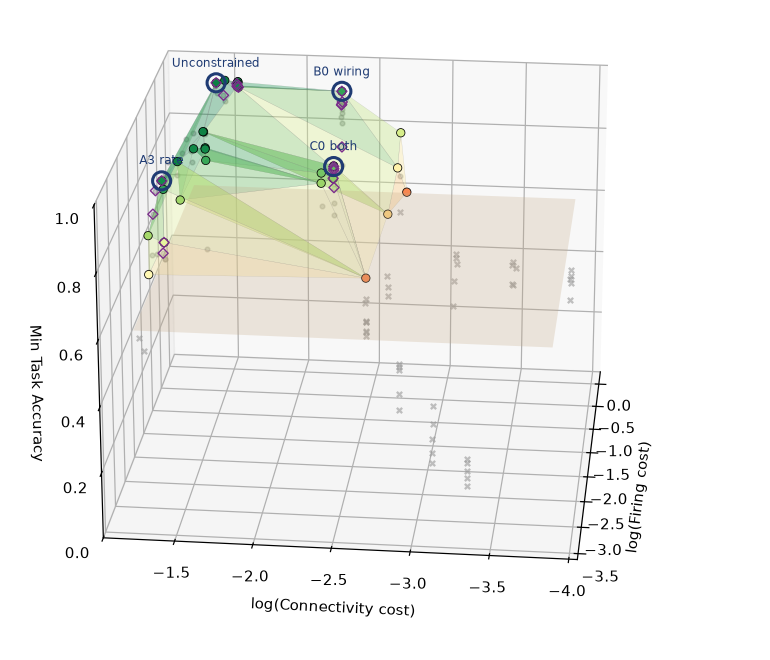 Unconstrained
B0 wiring
C0 both
A3 rate
1.0
0.8
0.6
0.4
0.2
0.0
Min Task Accuracy
0.0
−0.5
−1.0
−1.5
−2.0
−2.5
−3.0
−3.5
log(Firing cost)
−1.5
−2.0
−2.5
−3.0
−3.5
−4.0
log(Connectivity cost)